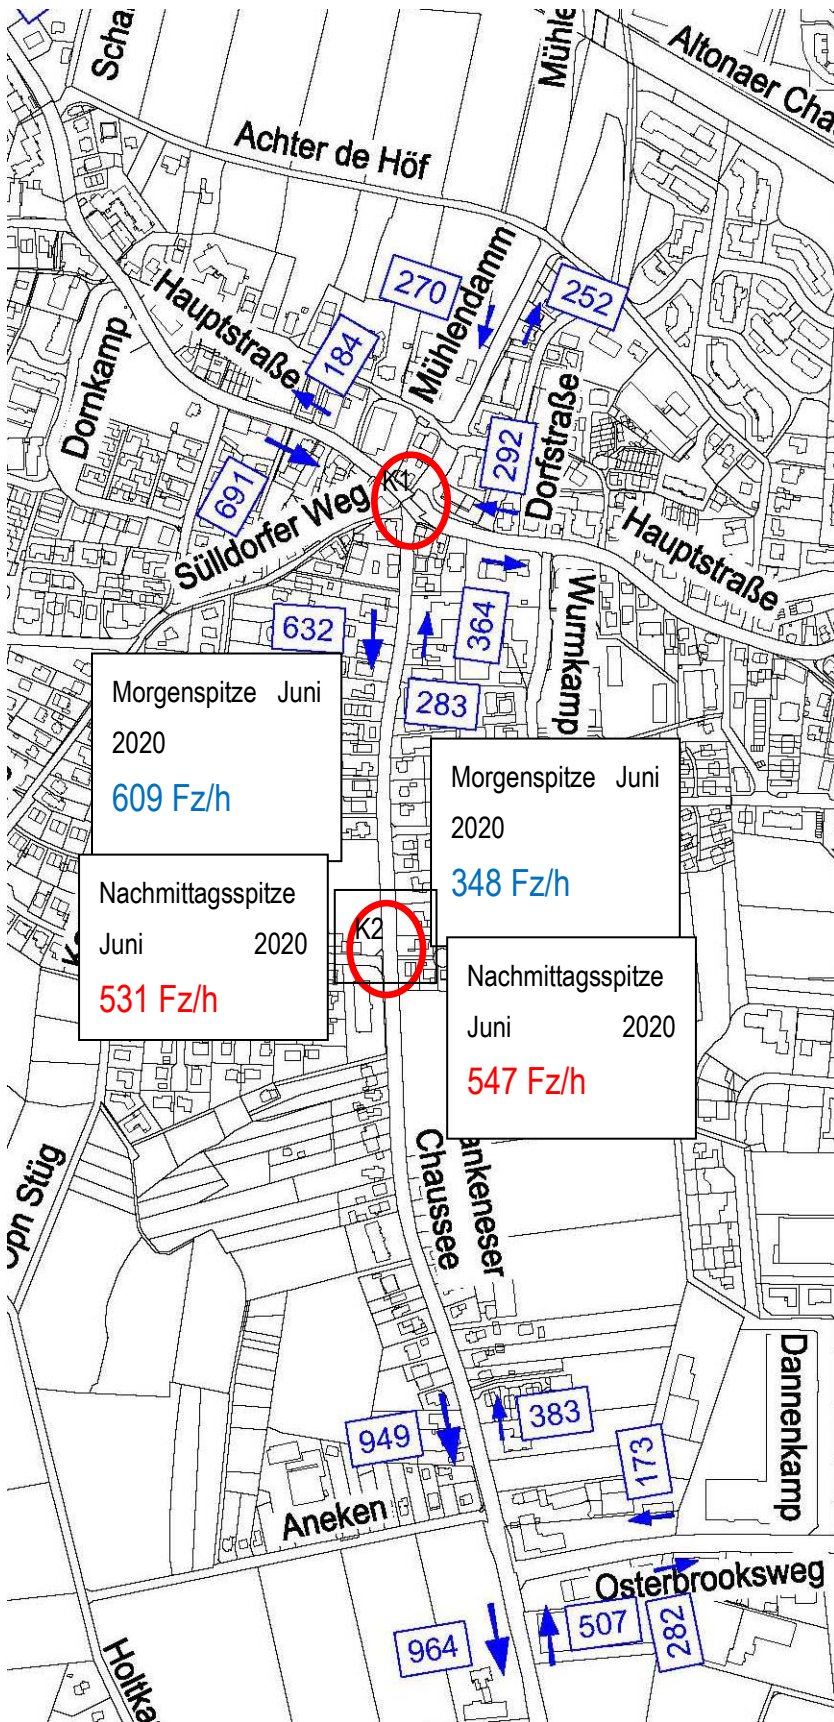 Scha
Mühle
Altonaer Cha
Achter de Höf
270
Mühlendamm
252
Hauptstraße
184
Dornkamp
292
Dorfstraße
691
K1
Sülldorfer Weg
Hauptstraße
632
364
Wurmkamp
283
Morgenspitze Juni
2020
609 Fz/h
Morgenspitze Juni
2020
348 Fz/h
Nachmittagsspitze
Juni 2020
531 Fz/h
K2
Nachmittagsspitze
Juni 2020
547 Fz/h
Opn Stüg
ankeneser
Chaussee
Dannenkamp
949
383
173
Aneken
Osterbrooksweg
964
507
282
Holtka